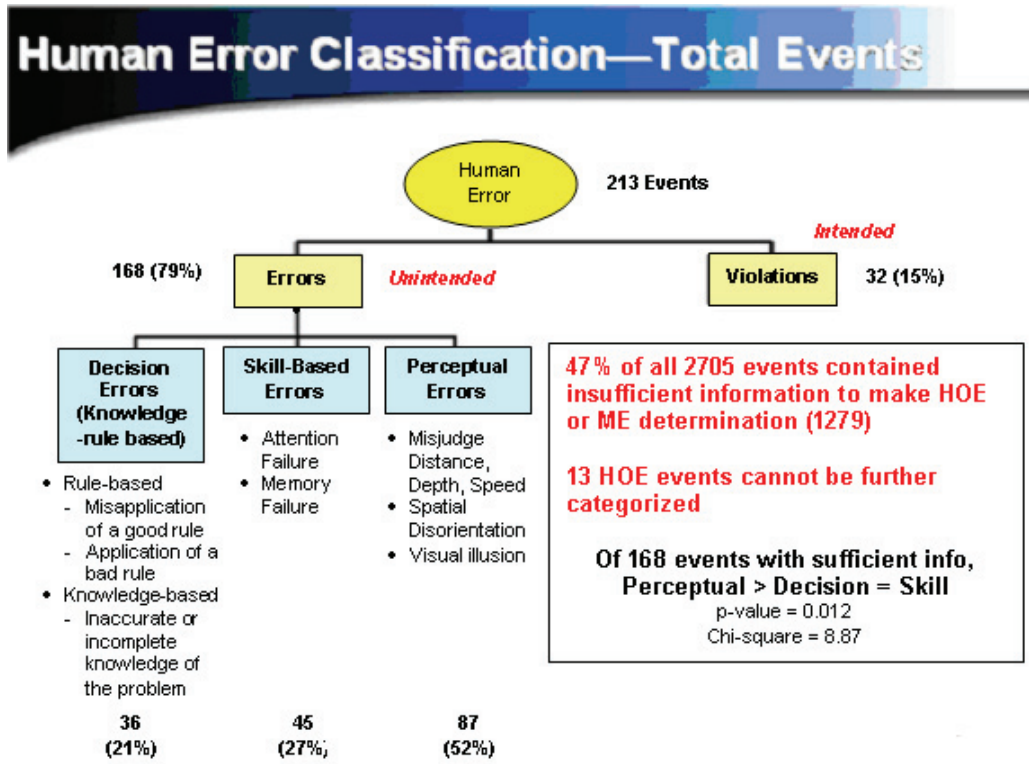 Human Error Classification—Total Events
Human
Error
213 Events
Intended
168 (79%)
Errors
Unintended
Violations
32 (15%)
Decision
Errors
(Knowledge
-rule based)
• Rule-based
- Misapplication
of a good rule
- Application of a
bad rule
• Knowledge-based
- Inaccurate or
incomplete
knowledge of
the problem
36
(21%)
Skill-Based
Errors
• Attention
Failure
• Memory
Failure
45
(27%)
Perceptual
Errors
• Misjudge
Distance,
Depth, Speed
• Spatial
Disorientation
• Visual illusion
87
(52%)
47% of all 2705 events contained
insufficient information to make HOE
or ME determination (1279)
13 HOE events cannot be further
categorized
Of 168 events with sufficient info,
Perceptual > Decision = Skill
p-value = 0.012
Chi-square = 8.87